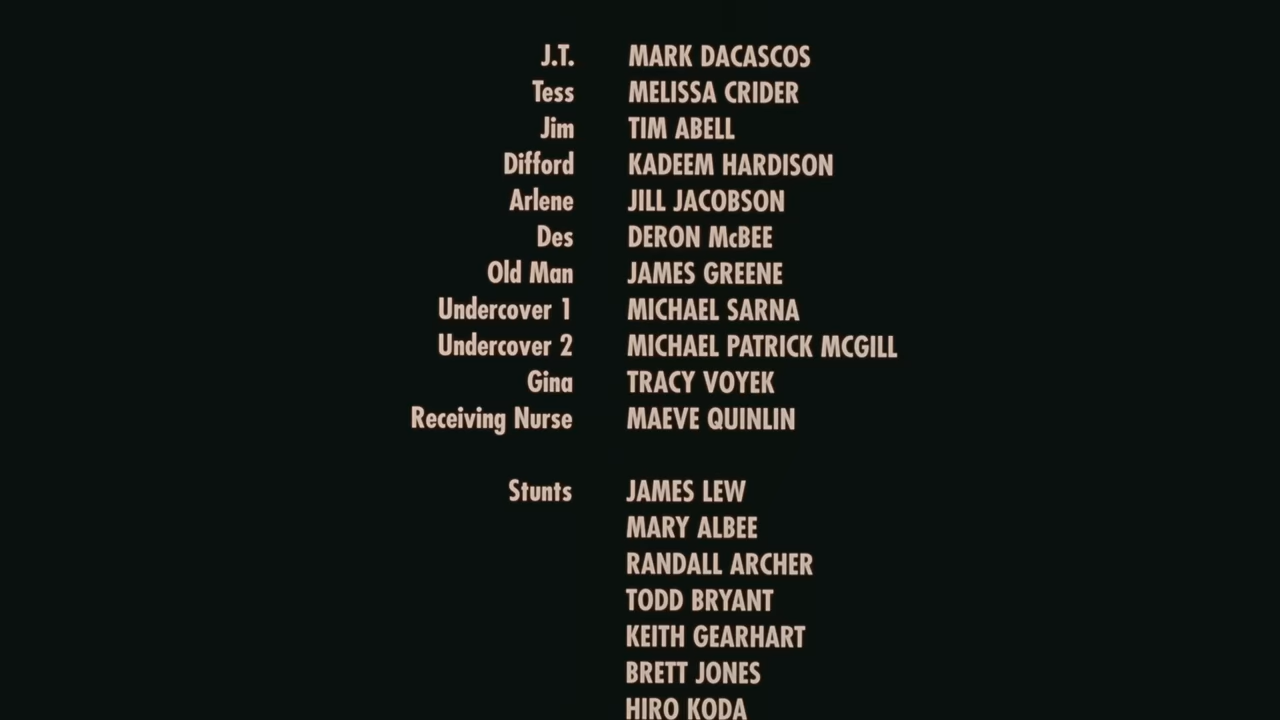 J.T. MARK DACASCOS
Tess MELISSA CRIDER
Jim TIM ABELL
Difford KADEEM HARDISON
Arlene JILL JACOBSON
Des DERON McBEE
Old Man JAMES GREENE
Undercover 1 MICHAEL SARNA
Undercover 2 MICHAEL PATRICK MCGILL
Gina TRACY VOYEK
Receiving Nurse MAEVE QUINLIN
Stunts JAMES LEW
MARY ALBEE
RANDALL ARCHER
TODD BRYANT
KEITH GEARHART
BRETT JONES
HIRO KODA